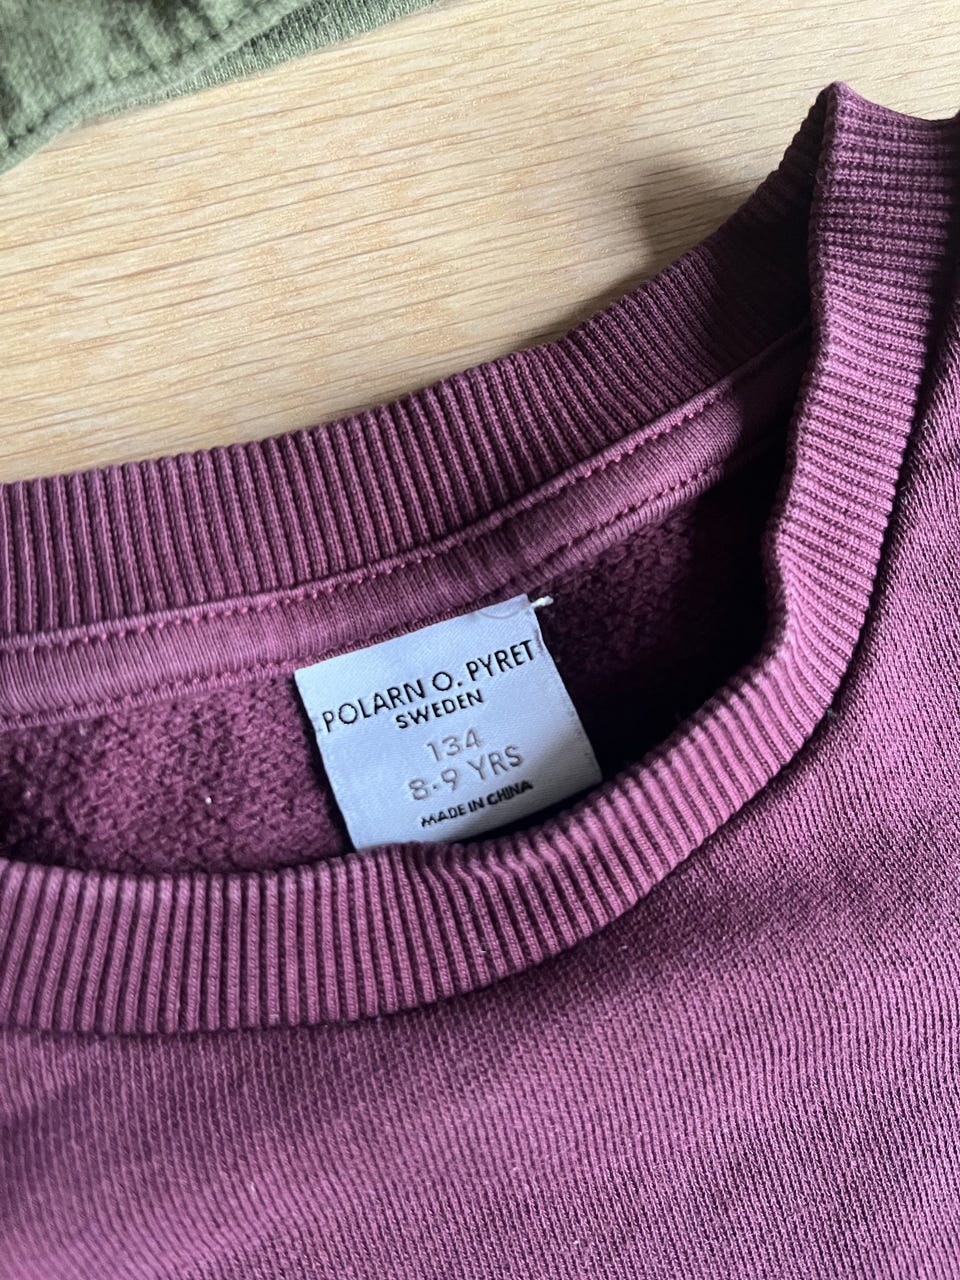 POLARN O. PYRET
SWEDEN
134
8-9 YRS
MADE IN CHINA